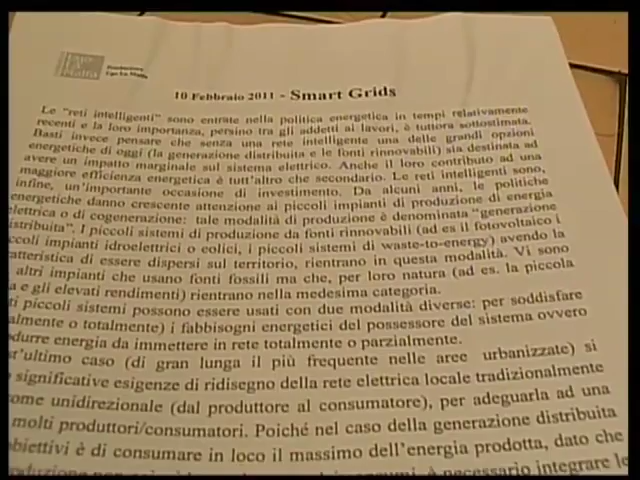 Ugo La Malfa
Fondazione
Ugo La Malfa
10 Febbraio 2011 - Smart Grids
Le "reti intelligenti" sono entrate nella politica energetica in tempi relativamente
recenti e la loro importanza, persino tra gli addetti ai lavori, è tuttora sottostimata.
Basti invece pensare che senza una rete intelligente una delle grandi opzioni
energetiche di oggi (la generazione distribuita e le fonti rinnovabili) sia destinata ad
avere un impatto marginale sul sistema elettrico. Anche il loro contributo ad una
maggiore efficienza energetica è tutt'altro che secondario. Le reti intelligenti sono,
infine, un'importante occasione di investimento. Da alcuni anni, le politiche
energetiche danno crescente attenzione ai piccoli impianti di produzione di energia
elettrica o di cogenerazione: tale modalità di produzione è denominata "generazione
distribuita". I piccoli sistemi di produzione da fonti rinnovabili (ad es il fotovoltaico i
ccoli impianti idroelettrici o eolici, i piccoli sistemi di waste-to-energy) avendo la
atteristica di essere dispersi sul territorio, rientrano in questa modalità. Vi sono
altri impianti che usano fonti fossili ma che, per loro natura (ad es. la piccola
a e gli elevati rendimenti) rientrano nella medesima categoria.
ti piccoli sistemi possono essere usati con due modalità diverse: per soddisfare
almente o totalmente) i fabbisogni energetici del possessore del sistema ovvero
durre energia da immettere in rete totalmente o parzialmente.
st'ultimo caso (di gran lunga il più frequente nelle aree urbanizzate) si
significative esigenze di ridisegno della rete elettrica locale tradizionalmente
ome unidirezionale (dal produttore al consumatore), per adeguarla ad una
molti produttori/consumatori. Poiché nel caso della generazione distribuita
obiettivi è di consumare in loco il massimo dell'energia prodotta, dato che
è necessario integrare le